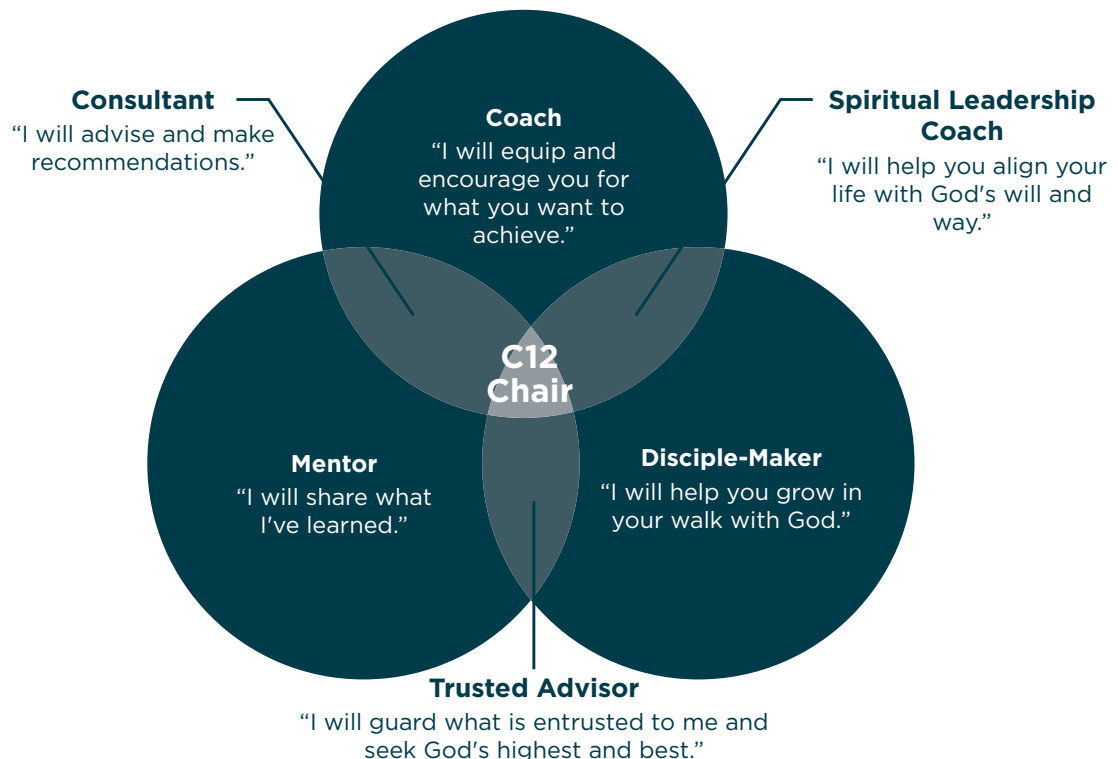 Consultant
“I will advise and make
recommendations.”
Coach
“I will equip and
encourage you for
what you want to
achieve.”
Spiritual Leadership
Coach
“I will help you align your
life with God's will and
way.”
C12
Chair
Mentor
“I will share what
I've learned.”
Disciple-Maker
“I will help you grow in
your walk with God.”
Trusted Advisor
“I will guard what is entrusted to me and
seek God's highest and best.”